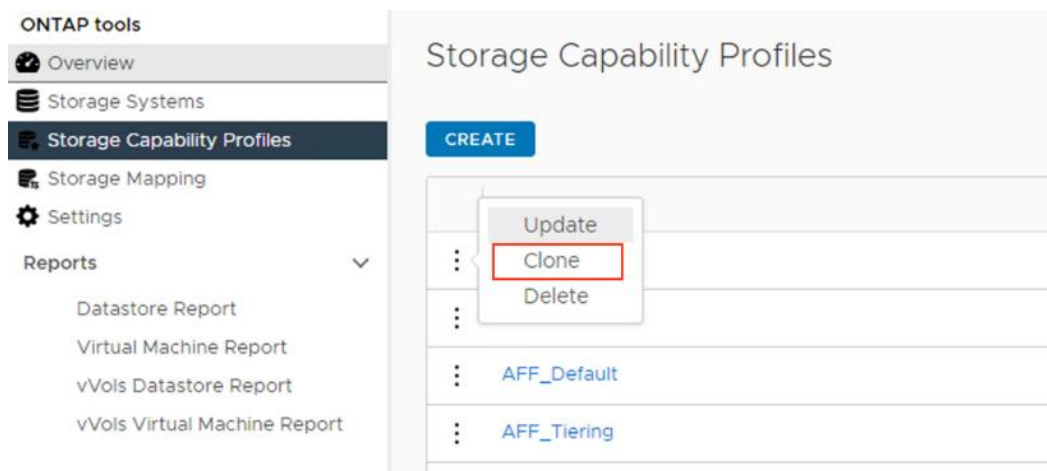 ONTAP tools
Overview
Storage Systems
Storage Capability Profiles
Storage Mapping
Settings
Reports
Datastore Report
Virtual Machine Report
vVols Datastore Report
vVols Virtual Machine Report
Storage Capability Profiles
CREATE
Update
Clone
Delete
AFF_Default
AFF_Tiering